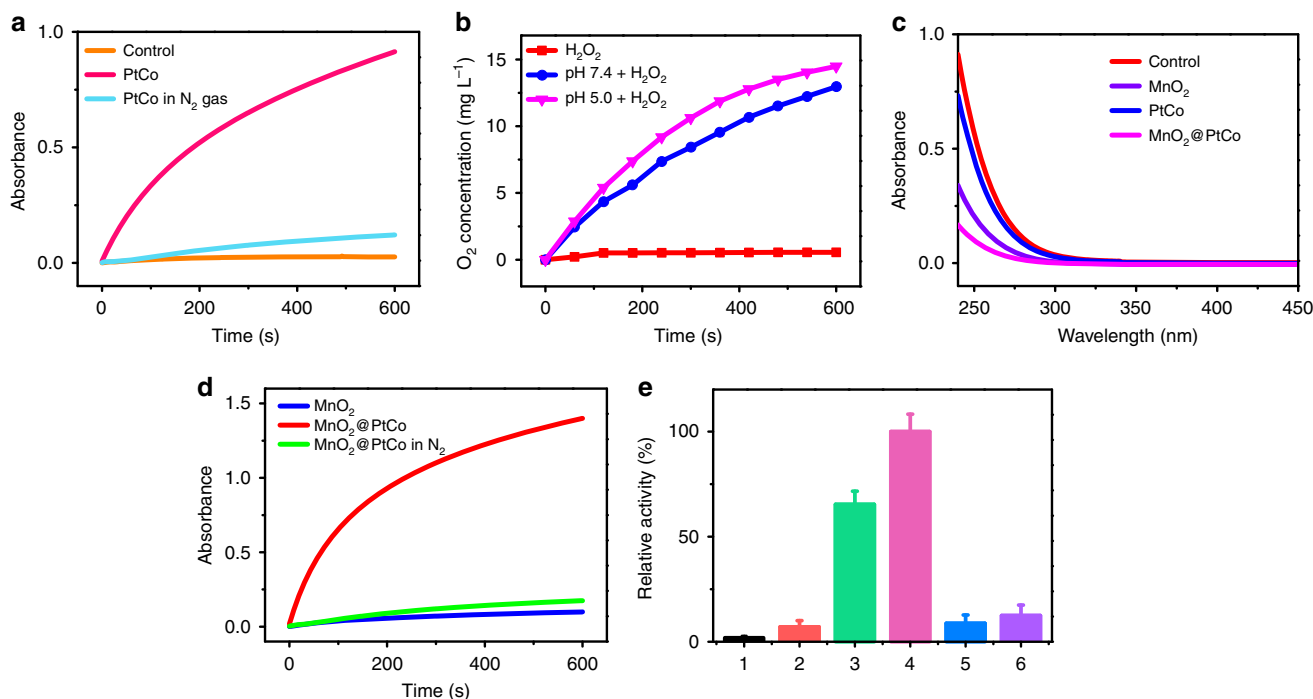 a
1.0
0.5
0.0
Absorbance
Control
PtCo
PtCo in N₂ gas
0 200 400 600
Time (s)
b
15
10
5
0
O₂ concentration (mg L⁻¹)
H₂O₂
pH 7.4 + H₂O₂
pH 5.0 + H₂O₂
0 200 400 600
Time (s)
c
1.0
0.5
0.0
Absorbance
Control
MnO₂
PtCo
MnO₂@PtCo
250 300 350 400 450
Wavelength (nm)
d
1.5
1.0
0.5
0.0
Absorbance
MnO₂
MnO₂@PtCo
MnO₂@PtCo in N₂
0 200 400 600
Time (s)
e
100
50
0
Relative activity (%)
1 2 3 4 5 6